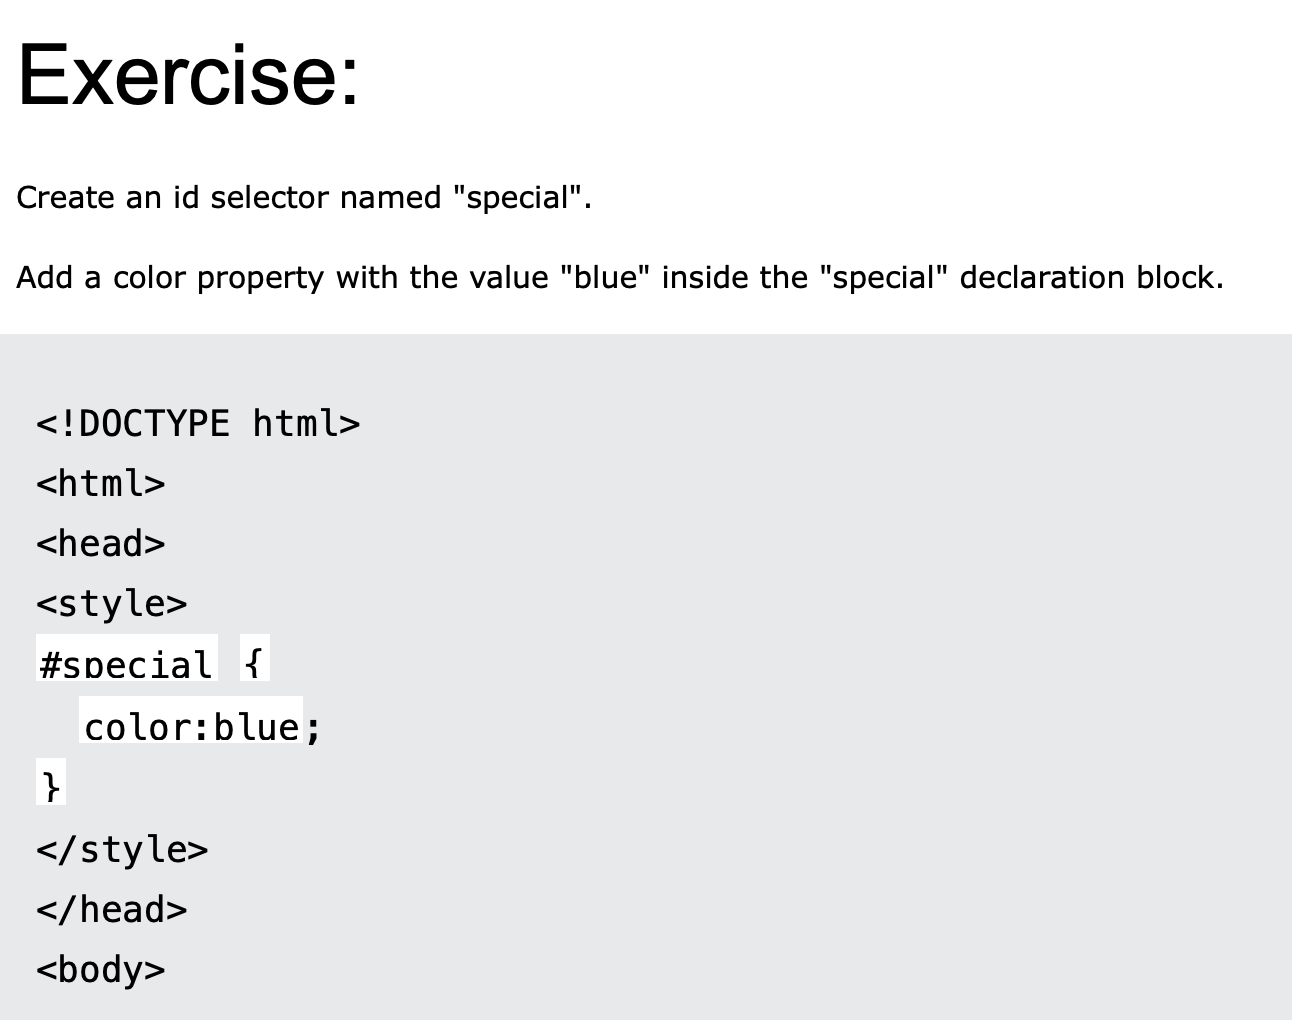 Exercise:
Create an id selector named "special".
Add a color property with the value "blue" inside the "special" declaration block.
<!DOCTYPE html>
<html>
<head>
<style>
#special {
  color:blue;
}
</style>
</head>
<body>